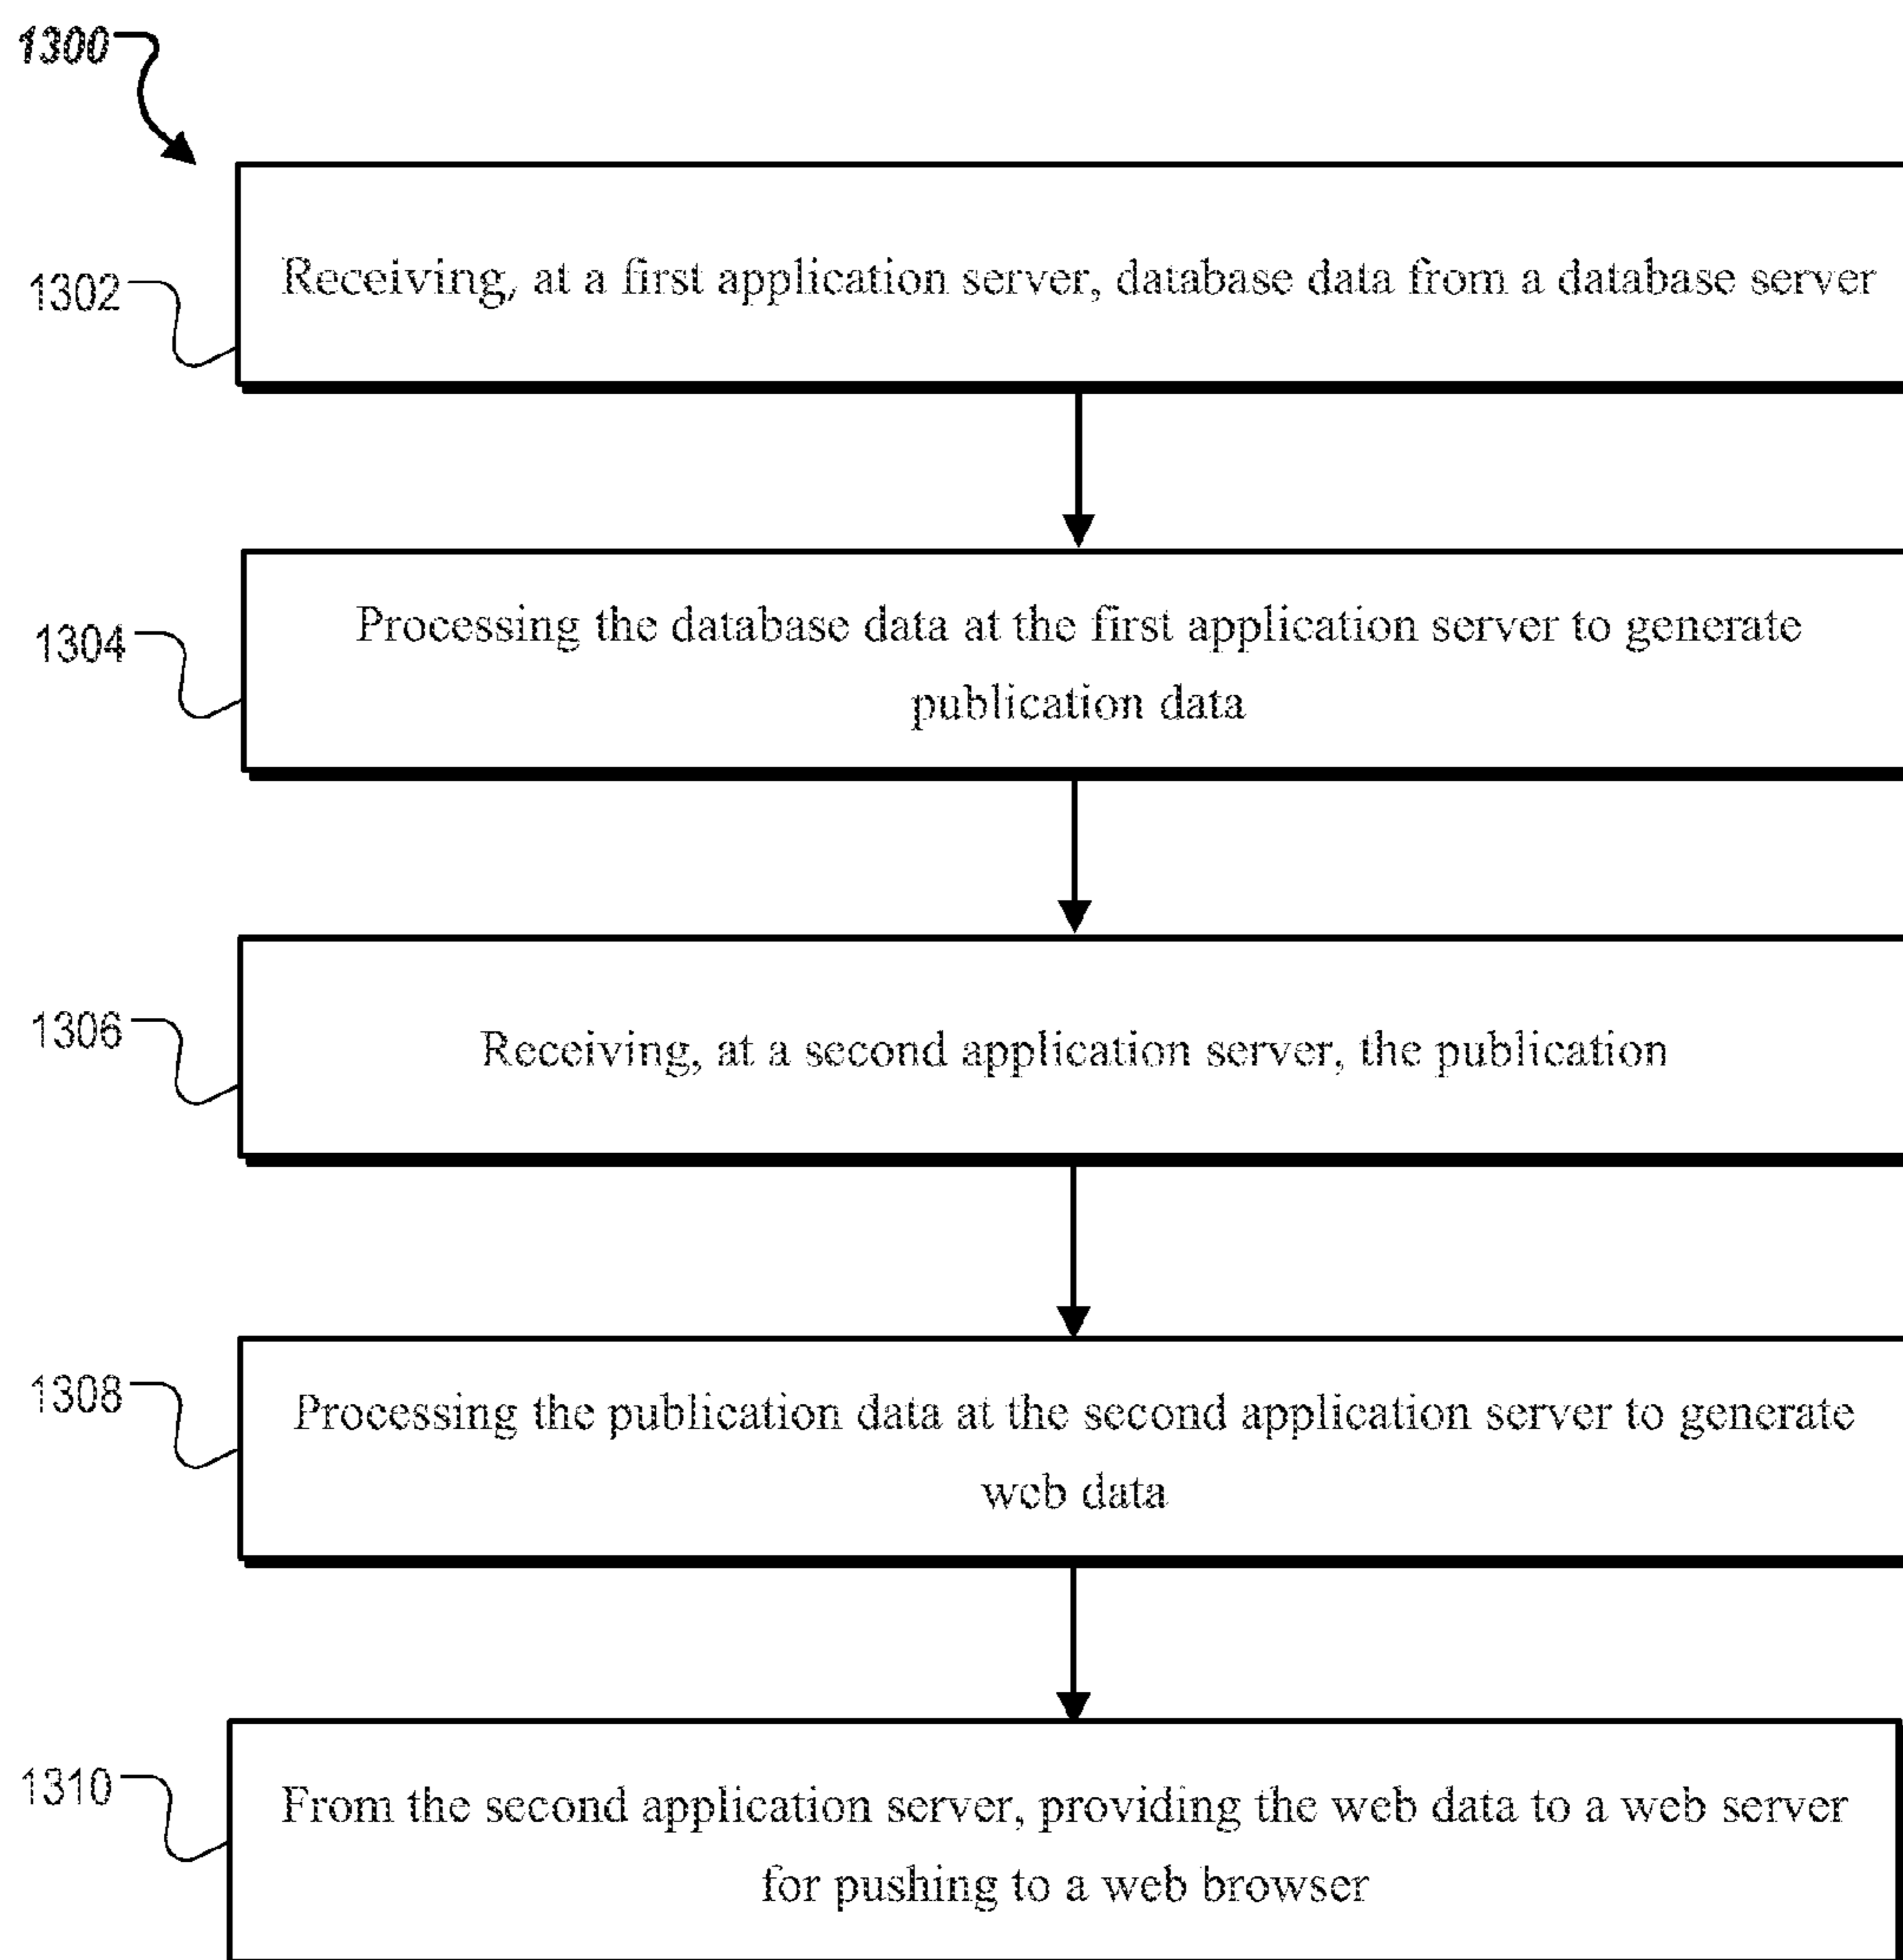 1300
1302
Receiving, at a first application server, database data from a database server
1304
Processing the database data at the first application server to generate
publication data
1306
Receiving, at a second application server, the publication
1308
Processing the publication data at the second application server to generate
web data
1310
From the second application server, providing the web data to a web server
for pushing to a web browser